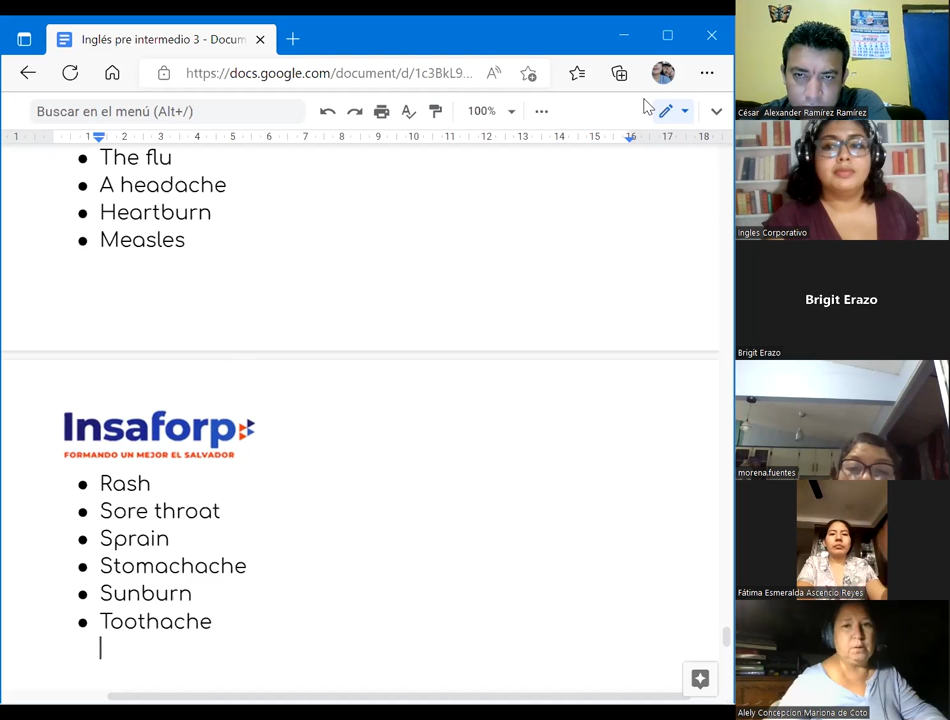 Inglés pre intermedio 3 - Docum
https://docs.google.com/document/d/1c3BkL9...
Buscar en el menú (Alt+/)
100%
1 1 2 3 4 5 6 7 8 9 10 11 12 13 14 15 16 17 18
The flu
A headache
Heartburn
Measles
Insaforp
FORMANDO UN MEJOR EL SALVADOR
Rash
Sore throat
Sprain
Stomachache
Sunburn
Toothache
César Alexander Ramírez Ramírez
Ingles Corporativo
Brigit Erazo
Brigit Erazo
morena.fuentes
Fátima Esmeralda Ascencio Reyes
Alely Concepcion Mariona de Coto